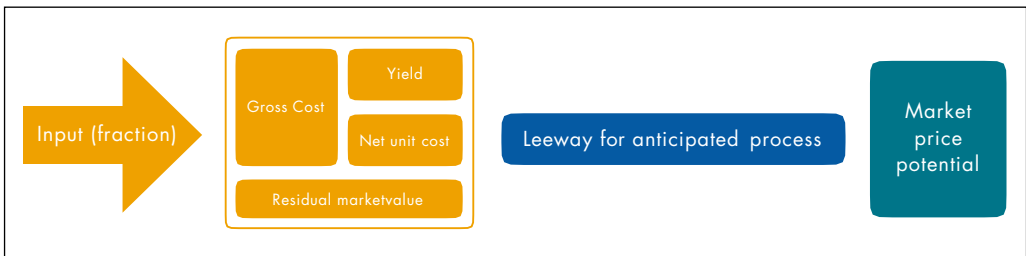 Input (fraction)
Gross Cost
Yield
Net unit cost
Residual marketvalue
Leeway for anticipated process
Market
price
potential